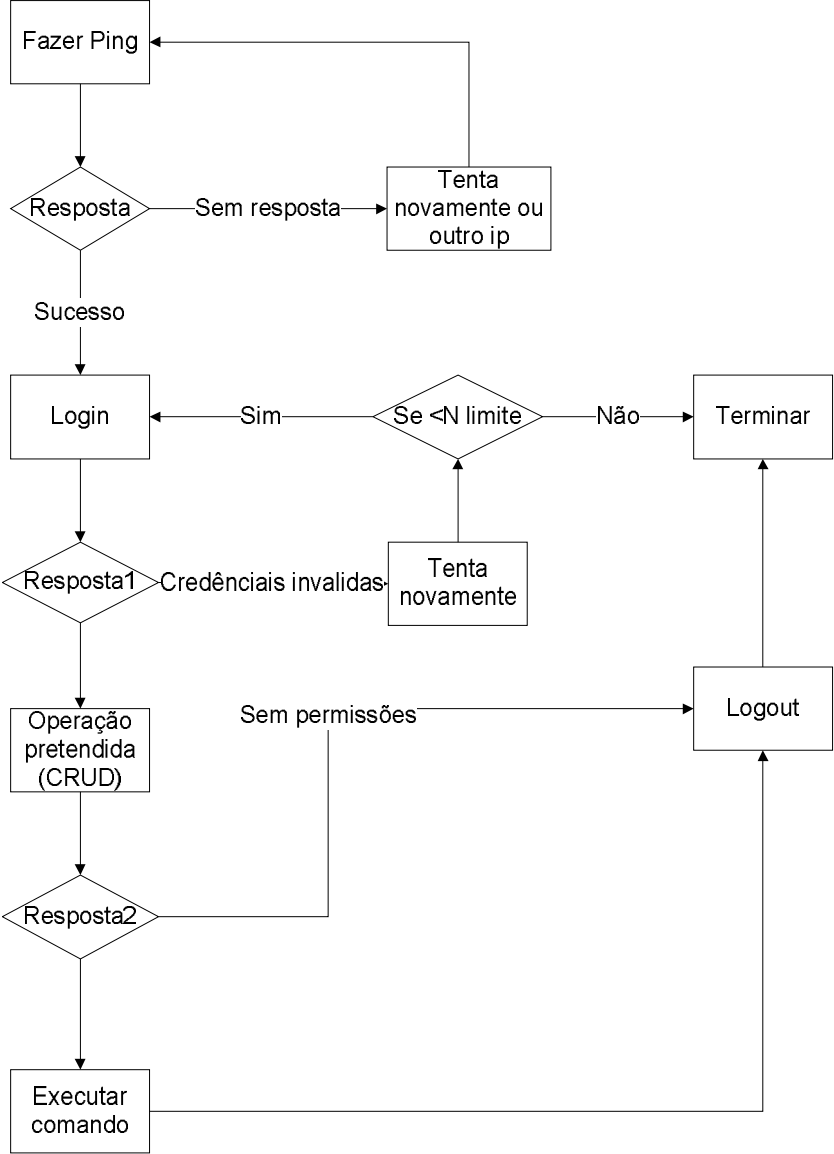 Fazer Ping
Resposta
Sem resposta
Tenta
novamente ou
outro ip
Sucesso
Login
Sim
Se <N limite
Não
Terminar
Resposta1
Credênciais invalidas
Tenta
novamente
Operação
pretendida
(CRUD)
Sem permissões
Logout
Resposta2
Executar
comando